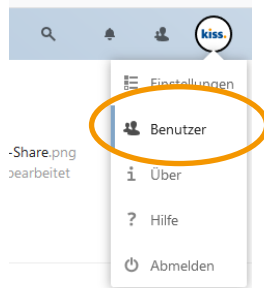 kiss.
Einstellungen
Benutzer
-Share.png
bearbeitet
Über
Hilfe
Abmelden